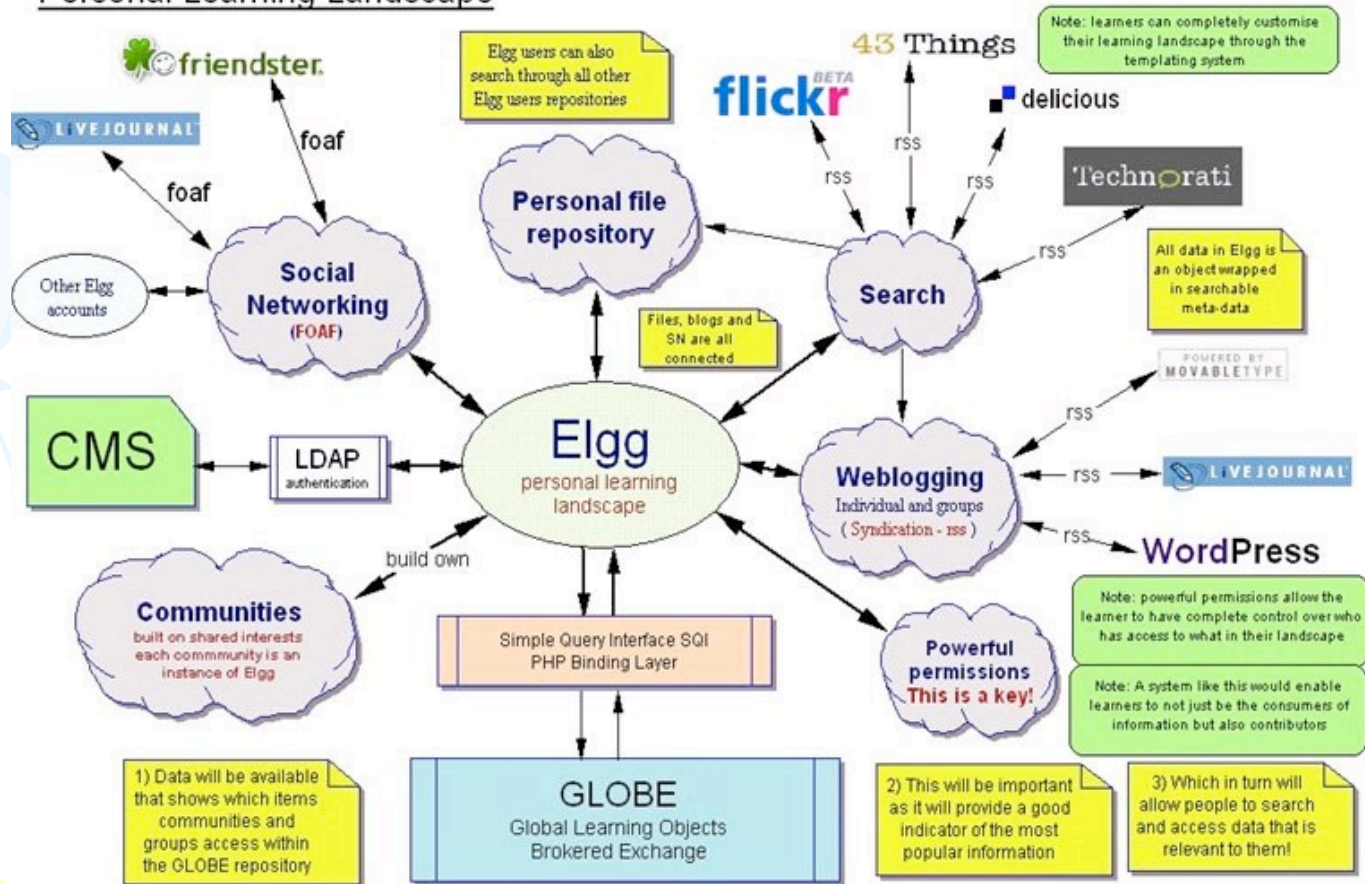 Personal Learning Landscape
friendster.
LIVEJOURNAL
foaf
foaf
Other Elgg
accounts
Social
Networking
(FOAF)
Elgg users can also
search through all other
Elgg users repositories
Personal file
repository
Files, blogs and
SN are all
connected
flickr
BETA
43 Things
delicious
Note: learners can completely customise
their learning landscape through the
templating system
rss
rss
rss
rss
Technorati
Search
All data in Elgg is
an object wrapped
in searchable
meta-data
CMS
LDAP
authentication
Elgg
personal learning
landscape
Weblogging
Individual and groups
( Syndication - rss )
rss
POWERED BY
MOVABLETYPE
rss
LIVEJOURNAL
rss
WordPress
build own
Communities
built on shared interests
each commmunity is an
instance of Elgg
Simple Query Interface SQI
PHP Binding Layer
Powerful
permissions
This is a key!
Note: powerful permissions allow the
learner to have complete control over who
has access to what in their landscape
Note: A system like this would enable
learners to not just be the consumers of
information but also contributors
1) Data will be available
that shows which items
communities and
groups access within
the GLOBE repository
GLOBE
Global Learning Objects
Brokered Exchange
2) This will be important
as it will provide a good
indicator of the most
popular information
3) Which in turn will
allow people to search
and access data that is
relevant to them!